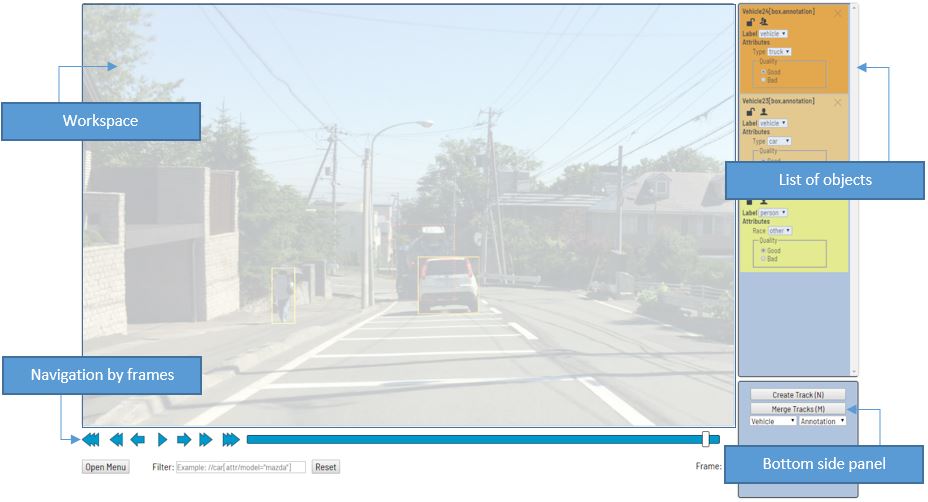 Vehicle24[box.annotation]
Label vehicle
Attributes
Type truck
Quality
Good
Bad
Vehicle23[box.annotation]
Label vehicle
Attributes
Type car
Quality
Good
Label person
Attributes
Race other
Quality
Good
Bad
Workspace
List of objects
Navigation by frames
Create Track (N)
Merge Tracks (M)
Vehicle Annotation
Bottom side panel
Open Menu Filter: Example: //car[attr/model="mazda"] Reset Frame: